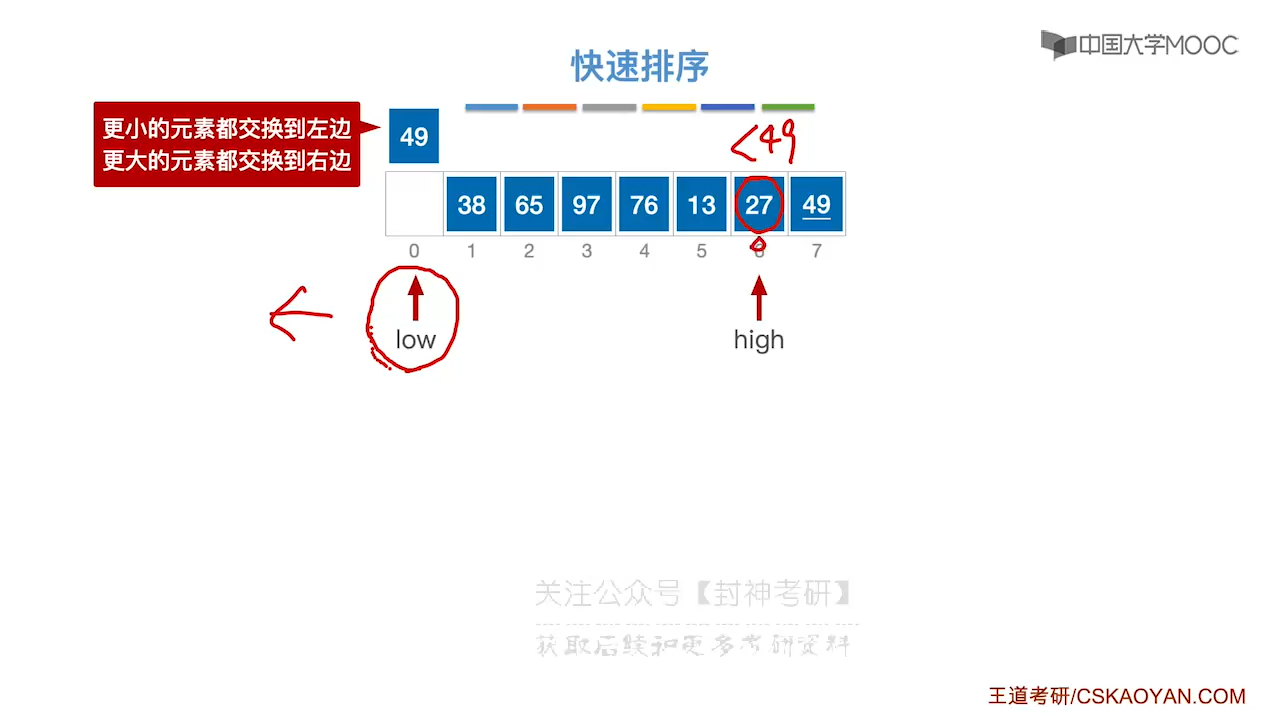 中国大学MOOC
快速排序
更小的元素都交换到左边
更大的元素都交换到右边
49
<49
38 65 97 76 13 27 49
0 1 2 3 4 5 6 7
low high
关注公众号【封神考研】
获取后续和更多考研资料
王道考研/CSKAOYAN.COM